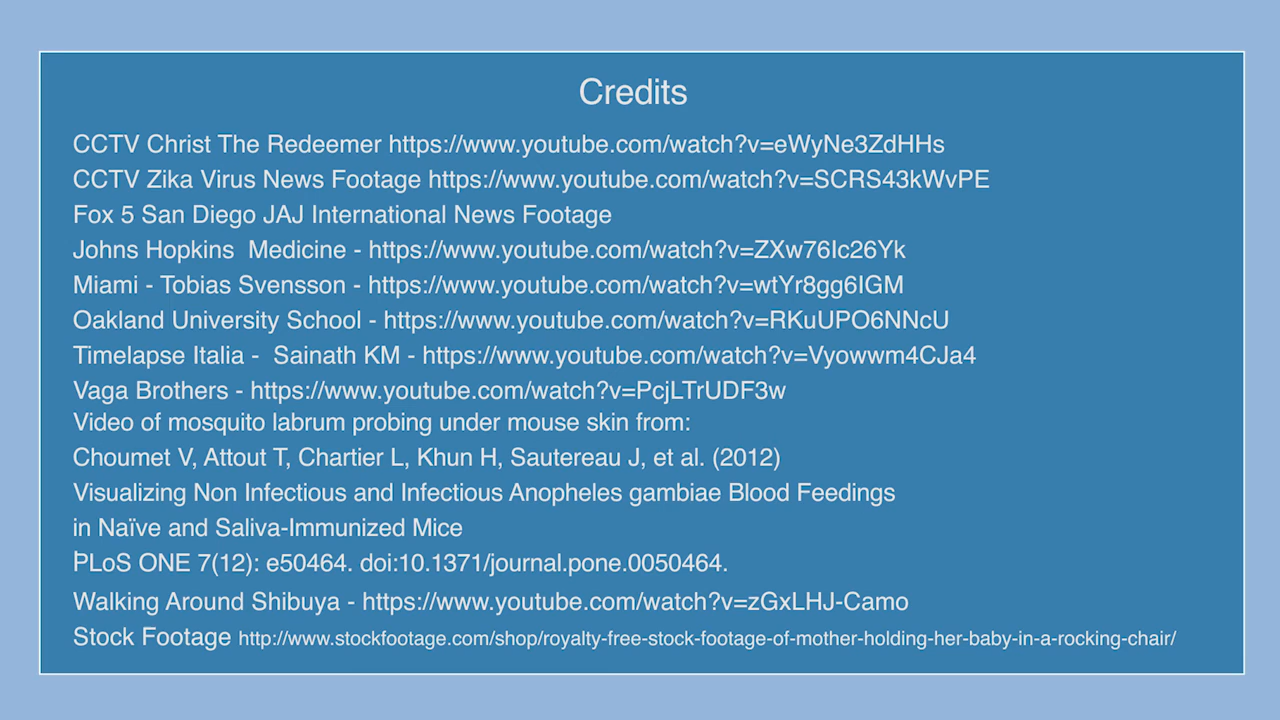 Credits
CCTV Christ The Redeemer https://www.youtube.com/watch?v=eWyNe3ZdHHs
CCTV Zika Virus News Footage https://www.youtube.com/watch?v=SCRS43kWvPE
Fox 5 San Diego JAJ International News Footage
Johns Hopkins  Medicine - https://www.youtube.com/watch?v=ZXw76Ic26Yk
Miami - Tobias Svensson - https://www.youtube.com/watch?v=wtYr8gg6IGM
Oakland University School - https://www.youtube.com/watch?v=RKuUPO6NNcU
Timelapse Italia -  Sainath KM - https://www.youtube.com/watch?v=Vyowwm4CJa4
Vaga Brothers - https://www.youtube.com/watch?v=PcjLTrUDF3w
Video of mosquito labrum probing under mouse skin from:
Choumet V, Attout T, Chartier L, Khun H, Sautereau J, et al. (2012)
Visualizing Non Infectious and Infectious Anopheles gambiae Blood Feedings
in Naïve and Saliva-Immunized Mice
PLoS ONE 7(12): e50464. doi:10.1371/journal.pone.0050464.
Walking Around Shibuya - https://www.youtube.com/watch?v=zGxLHJ-Camo
Stock Footage http://www.stockfootage.com/shop/royalty-free-stock-footage-of-mother-holding-her-baby-in-a-rocking-chair/